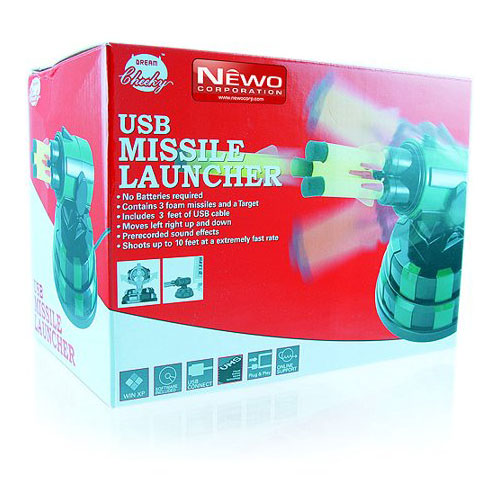 DREAM
Cheeky
NÊWO
CORPORATION
www.newocorp.com
USB
MISSILE
LAUNCHER
• No Batteries required
• Contains 3 foam missiles and a Target
• Includes 3 feet of USB cable
• Moves left right up and down
• Prerecorded sound effects
• Shoots up to 10 feet at a extremely fast rate
USB
MISSILE
LAUNCHER
WIN XP
SOFTWARE
INCLUDED
USB
CONNECT
Plug & Play
ONLINE
SUPPORT